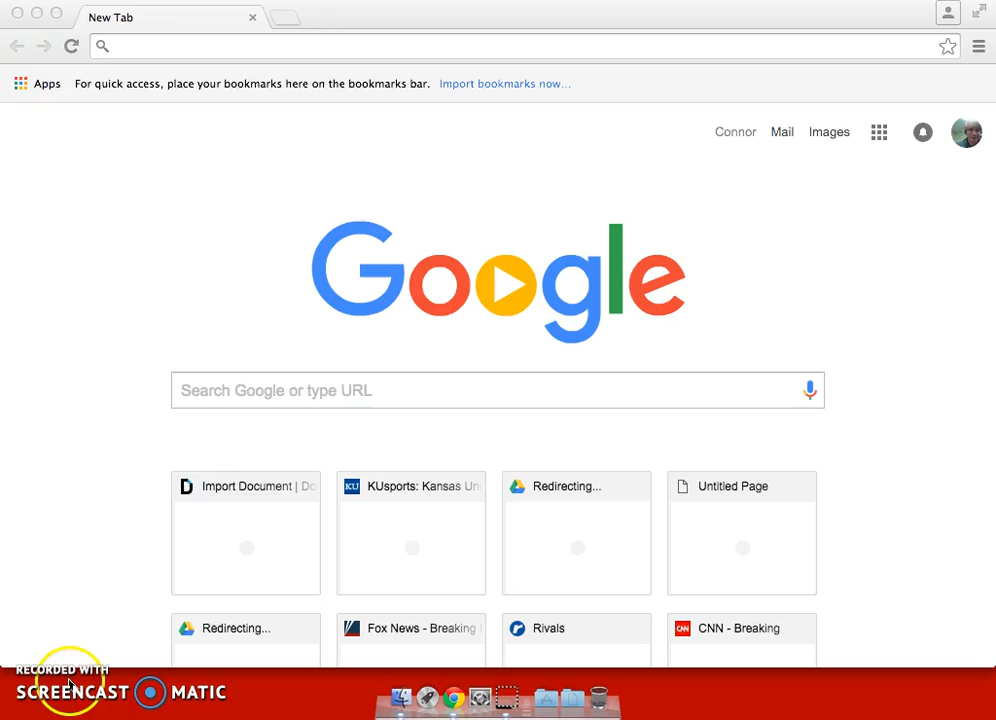 New Tab
Apps For quick access, place your bookmarks here on the bookmarks bar. Import bookmarks now...
Connor Mail Images
Google
Search Google or type URL
Import Document | Do
KUsports: Kansas Un
Redirecting...
Untitled Page
Redirecting...
Fox News - Breaking
Rivals
CNN - Breaking
RECORDED WITH
SCREENCAST MATIC